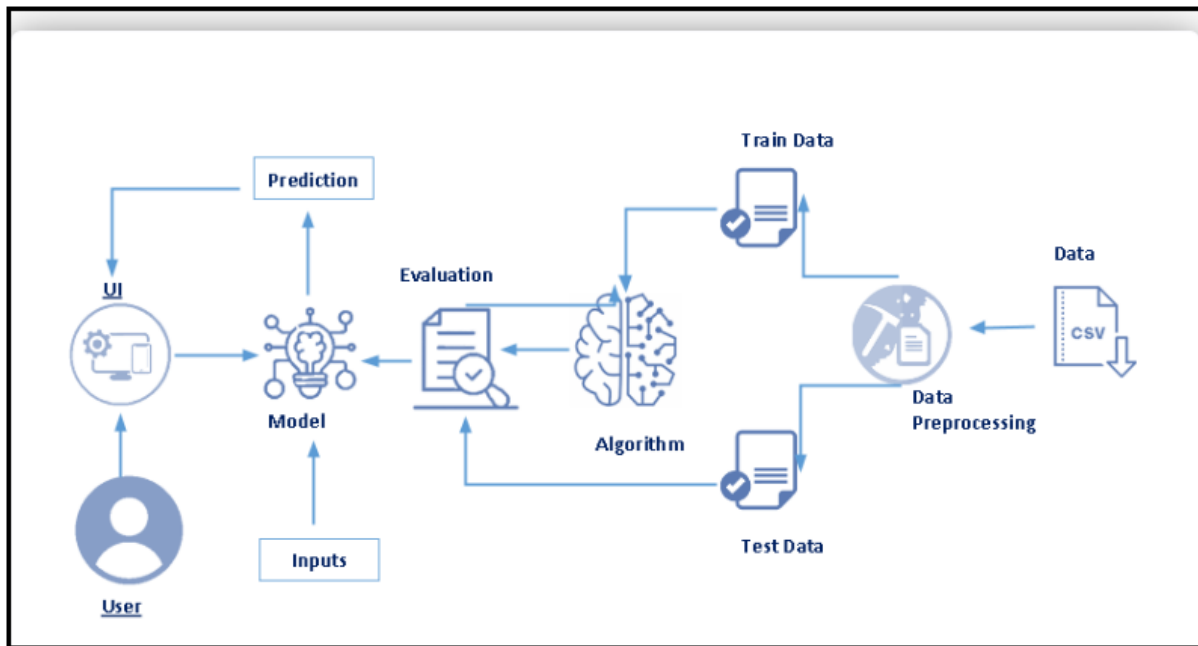 Train Data
Prediction
Data
Evaluation
UI
CSV
Data
Preprocessing
Model
Algorithm
Test Data
Inputs
User